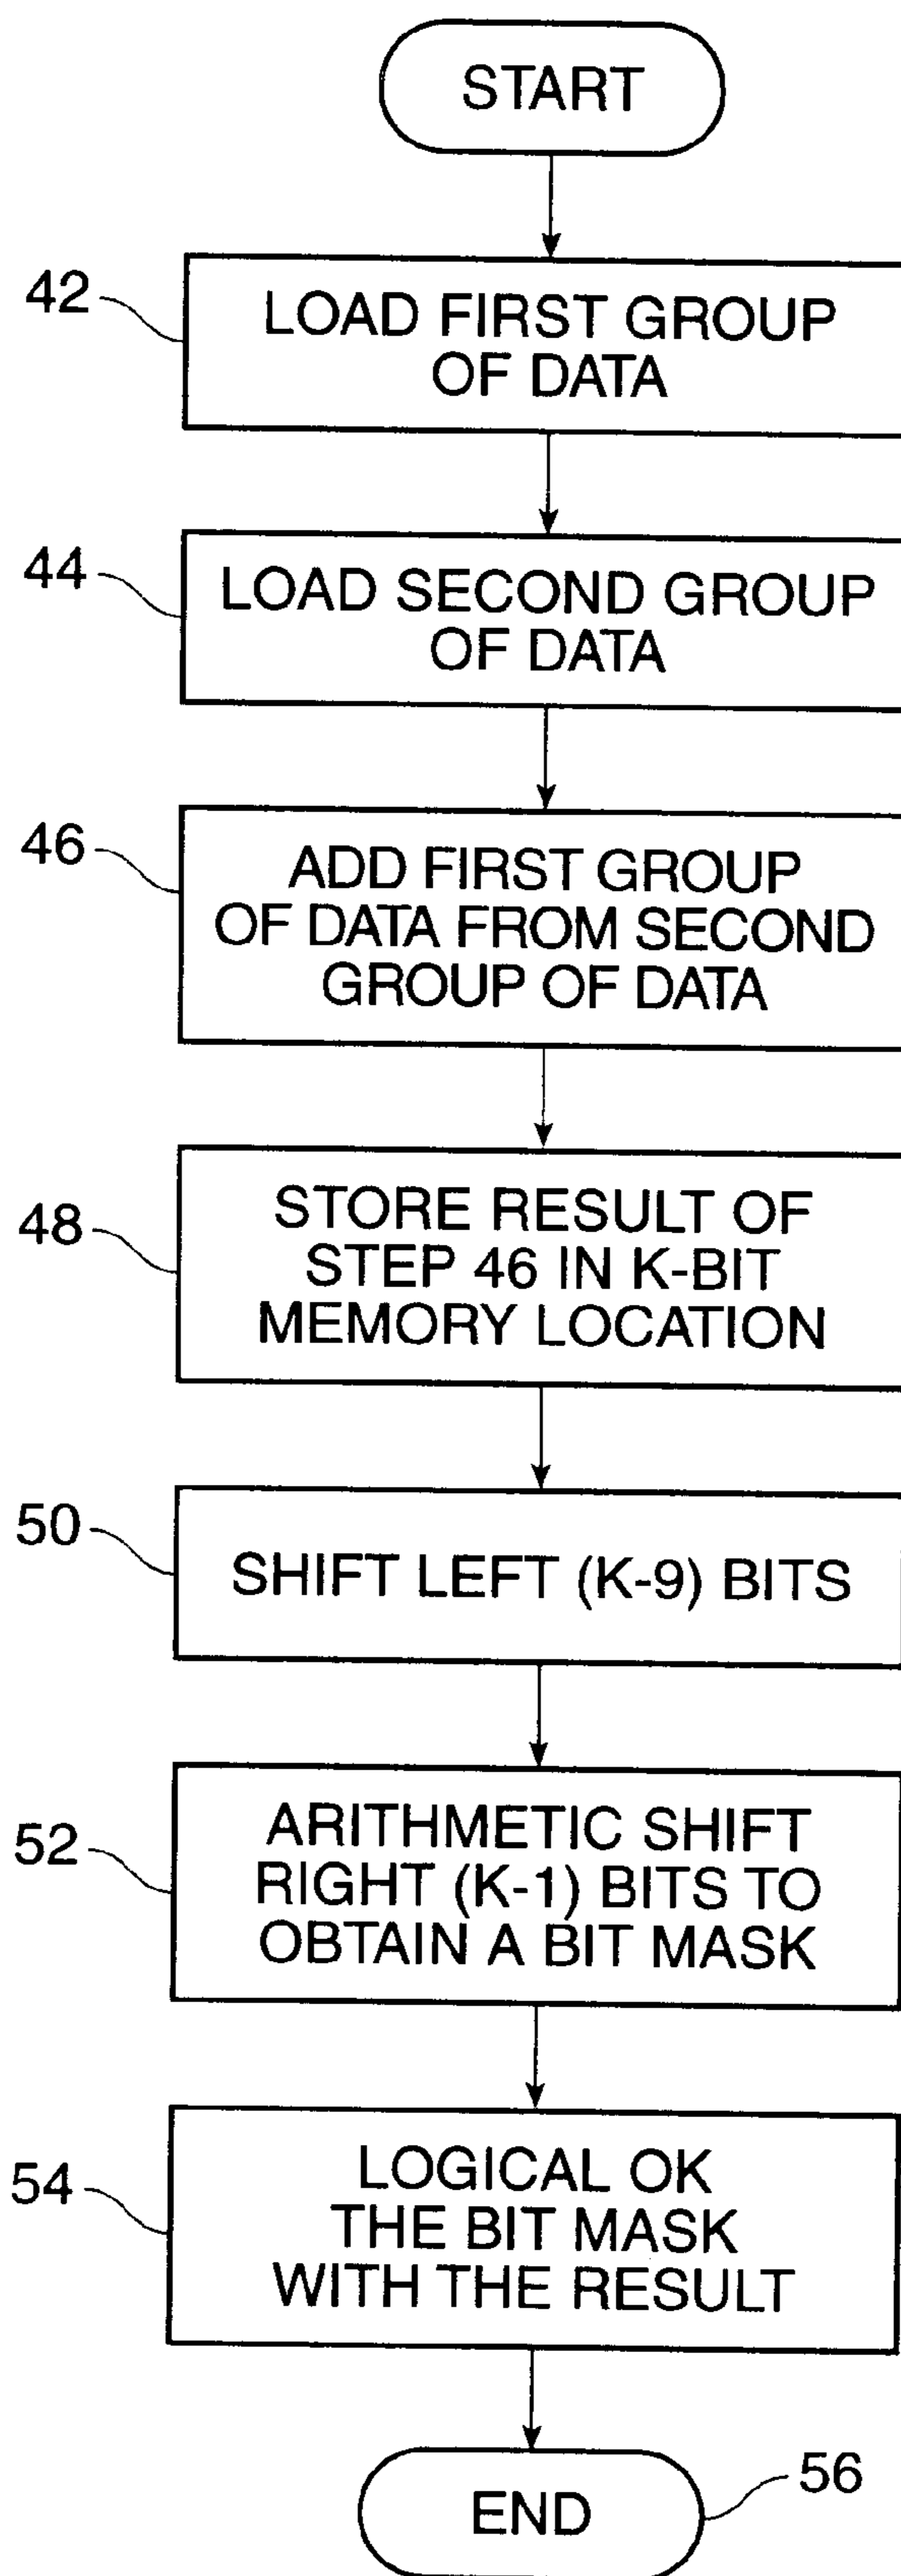 START
42
LOAD FIRST GROUP
OF DATA
44
LOAD SECOND GROUP
OF DATA
46
ADD FIRST GROUP
OF DATA FROM SECOND
GROUP OF DATA
48
STORE RESULT OF
STEP 46 IN K-BIT
MEMORY LOCATION
50
SHIFT LEFT (K-9) BITS
52
ARITHMETIC SHIFT
RIGHT (K-1) BITS TO
OBTAIN A BIT MASK
54
LOGICAL OK
THE BIT MASK
WITH THE RESULT
END
56